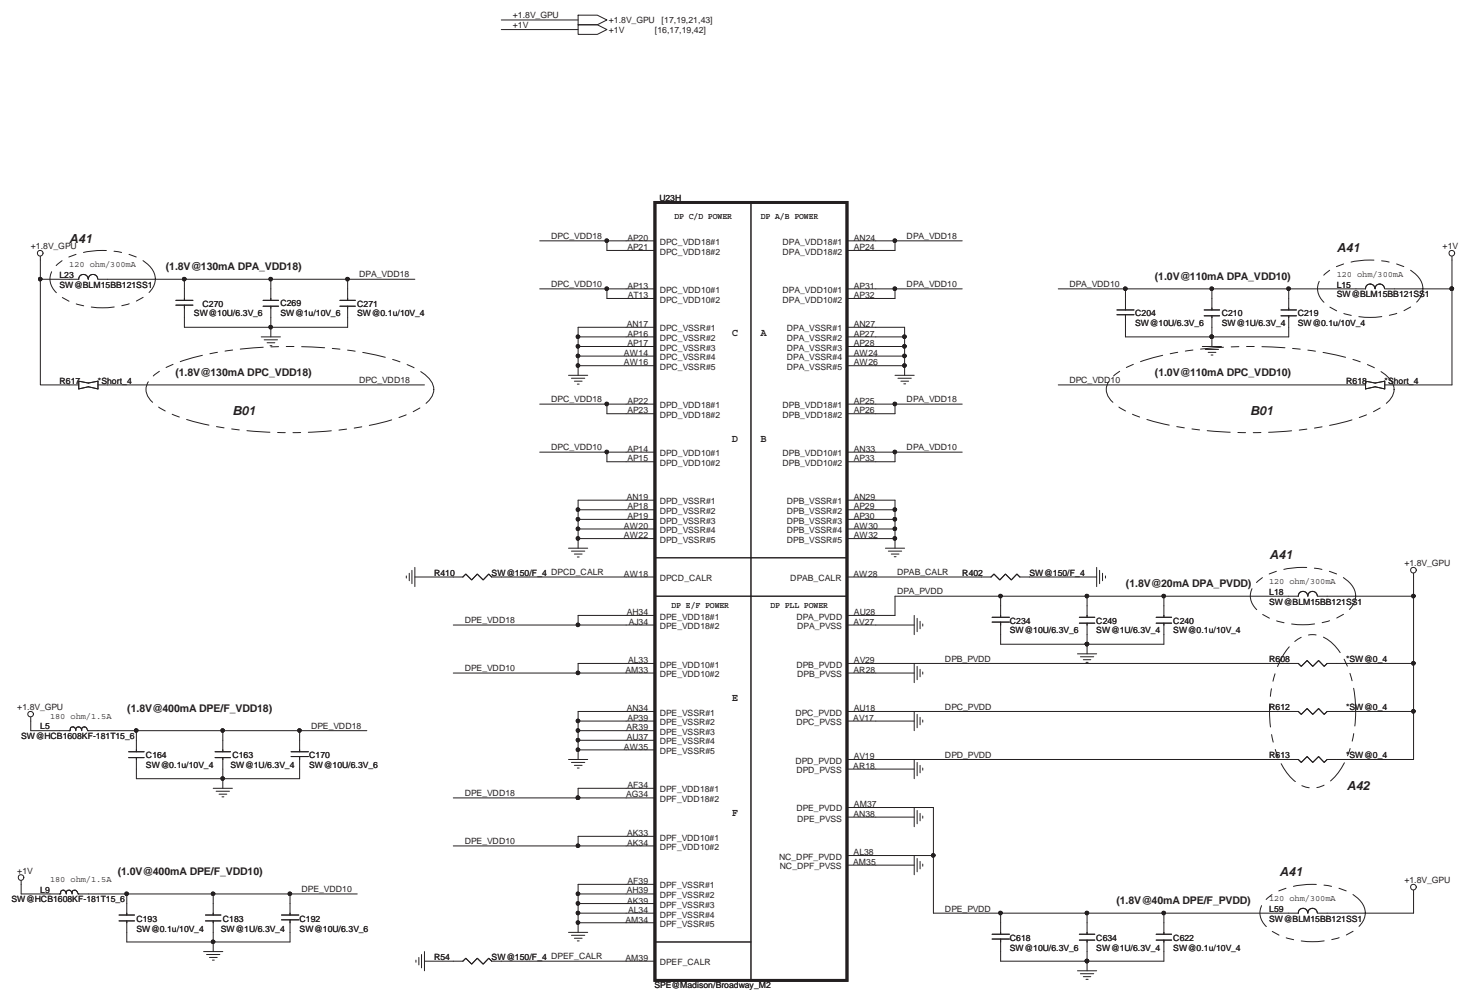 +1.8V_GPU
+1.8V_GPU [17,19,21,43]
+1V
+1V [16,17,19,42]
U23H
DP C/D POWER
DP A/B POWER
DPC_VDD18
AP20
AP21
DPC_VDD18#1
DPC_VDD18#2
DPA_VDD18#1
DPA_VDD18#2
AN24
AP24
DPA_VDD18
DPC_VDD10
AP13
AT13
DPC_VDD10#1
DPC_VDD10#2
DPA_VDD10#1
DPA_VDD10#2
AP31
AP32
DPA_VDD10
AN17
AP16
AP17
AW14
AW16
DPC_VSSR#1
DPC_VSSR#2
DPC_VSSR#3
DPC_VSSR#4
DPC_VSSR#5
C
A
DPA_VSSR#1
DPA_VSSR#2
DPA_VSSR#3
DPA_VSSR#4
DPA_VSSR#5
AN27
AP27
AP28
AW24
AW26
DPC_VDD18
AP22
AP23
DPD_VDD18#1
DPD_VDD18#2
DPB_VDD18#1
DPB_VDD18#2
AP25
AP26
DPA_VDD18
D
B
DPC_VDD10
AP14
AP15
DPD_VDD10#1
DPD_VDD10#2
DPB_VDD10#1
DPB_VDD10#2
AN33
AP33
DPA_VDD10
AN19
AP18
AP19
AW20
AW22
DPD_VSSR#1
DPD_VSSR#2
DPD_VSSR#3
DPD_VSSR#4
DPD_VSSR#5
DPB_VSSR#1
DPB_VSSR#2
DPB_VSSR#3
DPB_VSSR#4
DPB_VSSR#5
AN29
AP29
AP30
AW30
AW32
R410
SW@150/F_4
DPCD_CALR
AW18
DPCD_CALR
DPAB_CALR
AW28
DPAB_CALR
R402
SW@150/F_4
DP E/F POWER
DP PLL POWER
DPE_VDD18
AH34
AJ34
DPE_VDD18#1
DPE_VDD18#2
DPE_VDD10
AL33
AM33
DPE_VDD10#1
DPE_VDD10#2
E
AN34
AP39
AR39
AU37
AW35
DPE_VSSR#1
DPE_VSSR#2
DPE_VSSR#3
DPE_VSSR#4
DPE_VSSR#5
DPE_VDD18
AF34
AG34
DPF_VDD18#1
DPF_VDD18#2
F
DPE_VDD10
AK33
AK34
DPF_VDD10#1
DPF_VDD10#2
AF39
AH39
AK39
AL34
AM34
DPF_VSSR#1
DPF_VSSR#2
DPF_VSSR#3
DPF_VSSR#4
DPF_VSSR#5
R54
SW@150/F_4
DPEF_CALR
AM39
DPEF_CALR
SPE@Madison/Broadway_M2
DPA_PVDD
DPA_PVSS
AU28
AV27
DPA_PVDD
DPB_PVDD
DPB_PVSS
AV29
AR28
DPB_PVDD
DPC_PVDD
DPC_PVSS
AU18
AV17
DPC_PVDD
DPD_PVDD
DPD_PVSS
AV19
AR18
DPD_PVDD
DPE_PVDD
DPE_PVSS
AM37
AN38
NC_DPF_PVDD
NC_DPF_PVSS
AL38
AM35
DPE_PVDD
A41
+1.8V_GPU
120 ohm/300mA
L23
SW@BLM15BB121SS1
(1.8V@130mA DPA_VDD18)
DPA_VDD18
C270
SW@10U/6.3V_6
C269
SW@1u/10V_4
C271
SW@0.1u/10V_4
R617
*Short_4
(1.8V@130mA DPC_VDD18)
DPC_VDD18
B01
+1.8V_GPU
180 ohm/1.5A
L5
SW@HCB1608KF-181T15_6
(1.8V@400mA DPE/F_VDD18)
DPE_VDD18
C164
SW@0.1u/10V_4
C163
SW@1U/6.3V_4
C170
SW@10U/6.3V_6
+1V
180 ohm/1.5A
L9
SW@HCB1608KF-181T15_6
(1.0V@400mA DPE/F_VDD10)
DPE_VDD10
C193
SW@0.1u/10V_4
C183
SW@1U/6.3V_4
C192
SW@10U/6.3V_6
A41
+1V
120 ohm/300mA
L15
SW@BLM15BB121SS1
(1.0V@110mA DPA_VDD10)
DPA_VDD10
C204
SW@10U/6.3V_6
C210
SW@1U/6.3V_4
C219
SW@0.1u/10V_4
DPC_VDD10
(1.0V@110mA DPC_VDD10)
R618
*Short_4
B01
A41
+1.8V_GPU
(1.8V@20mA DPA_PVDD)
120 ohm/300mA
L18
SW@BLM15BB121SS1
C234
SW@10U/6.3V_6
C249
SW@1U/6.3V_4
C240
SW@0.1u/10V_4
R608
*SW@0_4
R612
*SW@0_4
R613
*SW@0_4
A42
A41
+1.8V_GPU
(1.8V@40mA DPE/F_PVDD)
120 ohm/300mA
L59
SW@BLM15BB121SS1
C618
SW@10U/6.3V_6
C634
SW@1U/6.3V_4
C622
SW@0.1u/10V_4